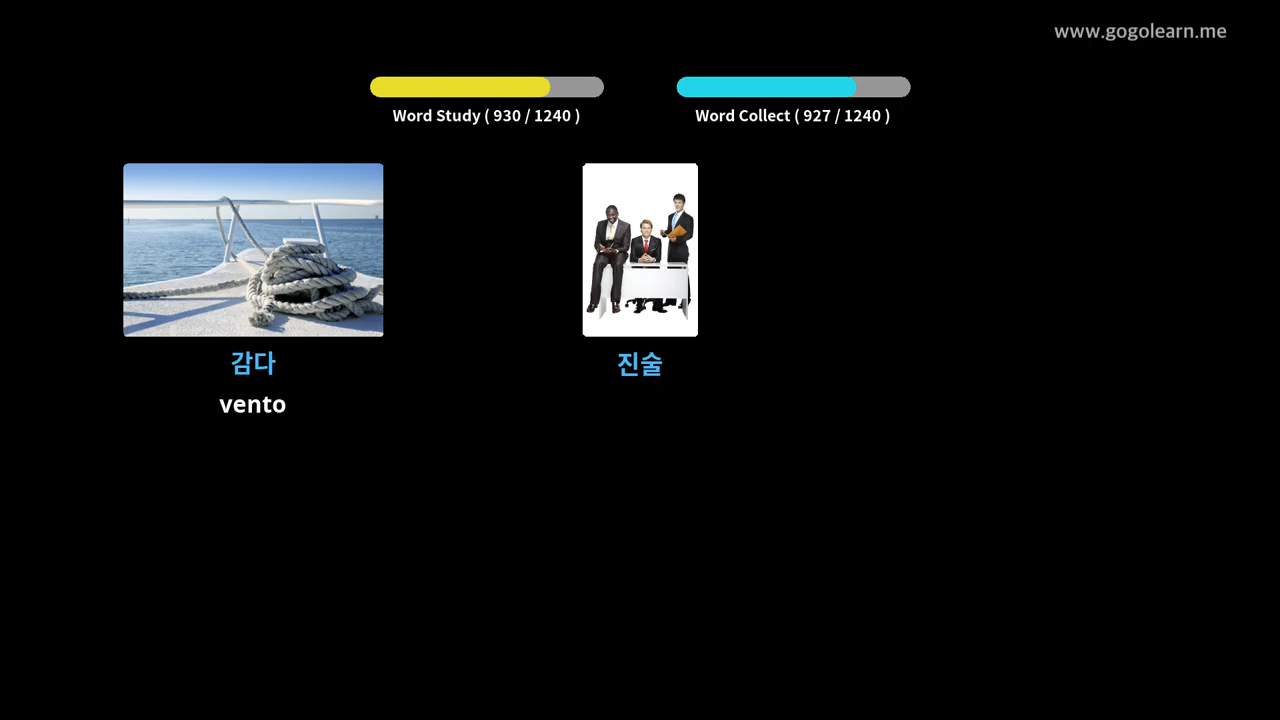 www.gogolearn.me
Word Study ( 930 / 1240 )
Word Collect ( 927 / 1240 )
감다
vento
진술